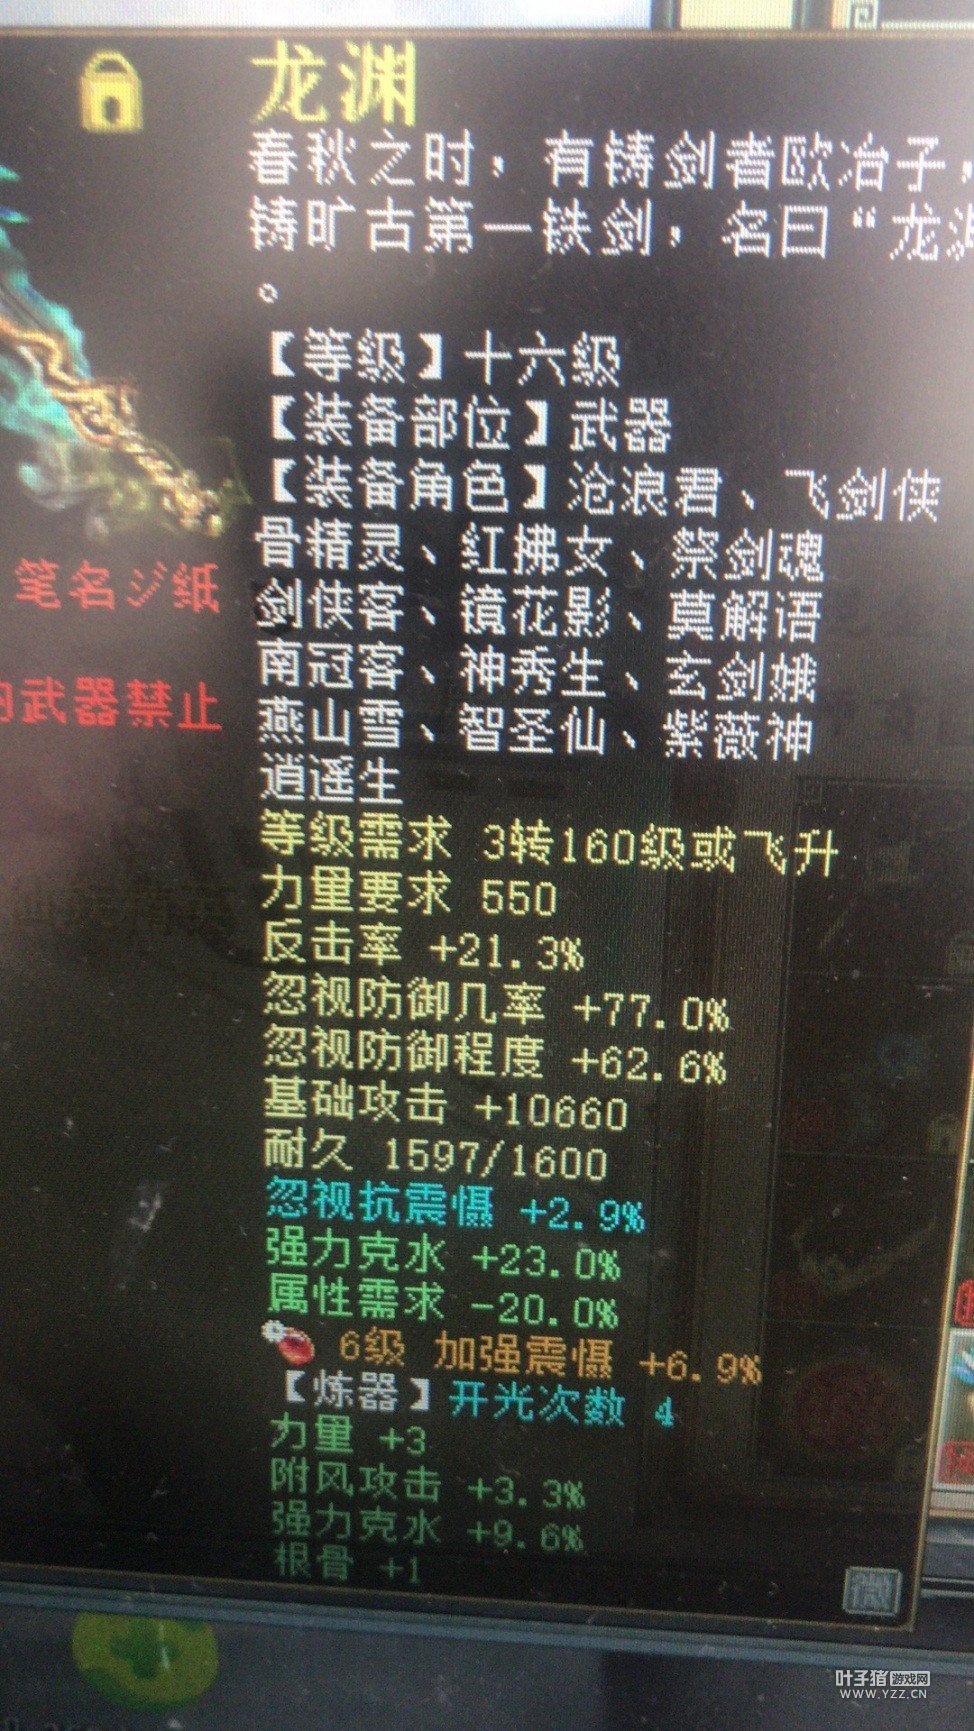 龙渊
春秋之时，有铸剑者欧冶子，
铸旷古第一铁剑，名曰“龙渊
。
【等级】十六级
【装备部位】武器
【装备角色】沧浪君、飞剑侠
骨精灵、红拂女、祭剑魂
剑侠客、镜花影、莫解语
南冠客、神秀生、玄剑娥
燕山雪、智圣仙、紫薇神
逍遥生
等级需求 3转160级或飞升
力量要求 550
反击率 +21.3%
忽视防御几率 +77.0%
忽视防御程度 +62.6%
基础攻击 +10660
耐久 1597/1600
忽视抗震慑 +2.9%
强力克水 +23.0%
属性需求 -20.0%
6级 加强震慑 +6.9%
【炼器】开光次数 4
力量 +3
附风攻击 +3.3%
强力克水 +9.6%
根骨 +1
笔名ジ纸
的武器禁止
微
叶子猪游戏网
WWW.YZZ.CN